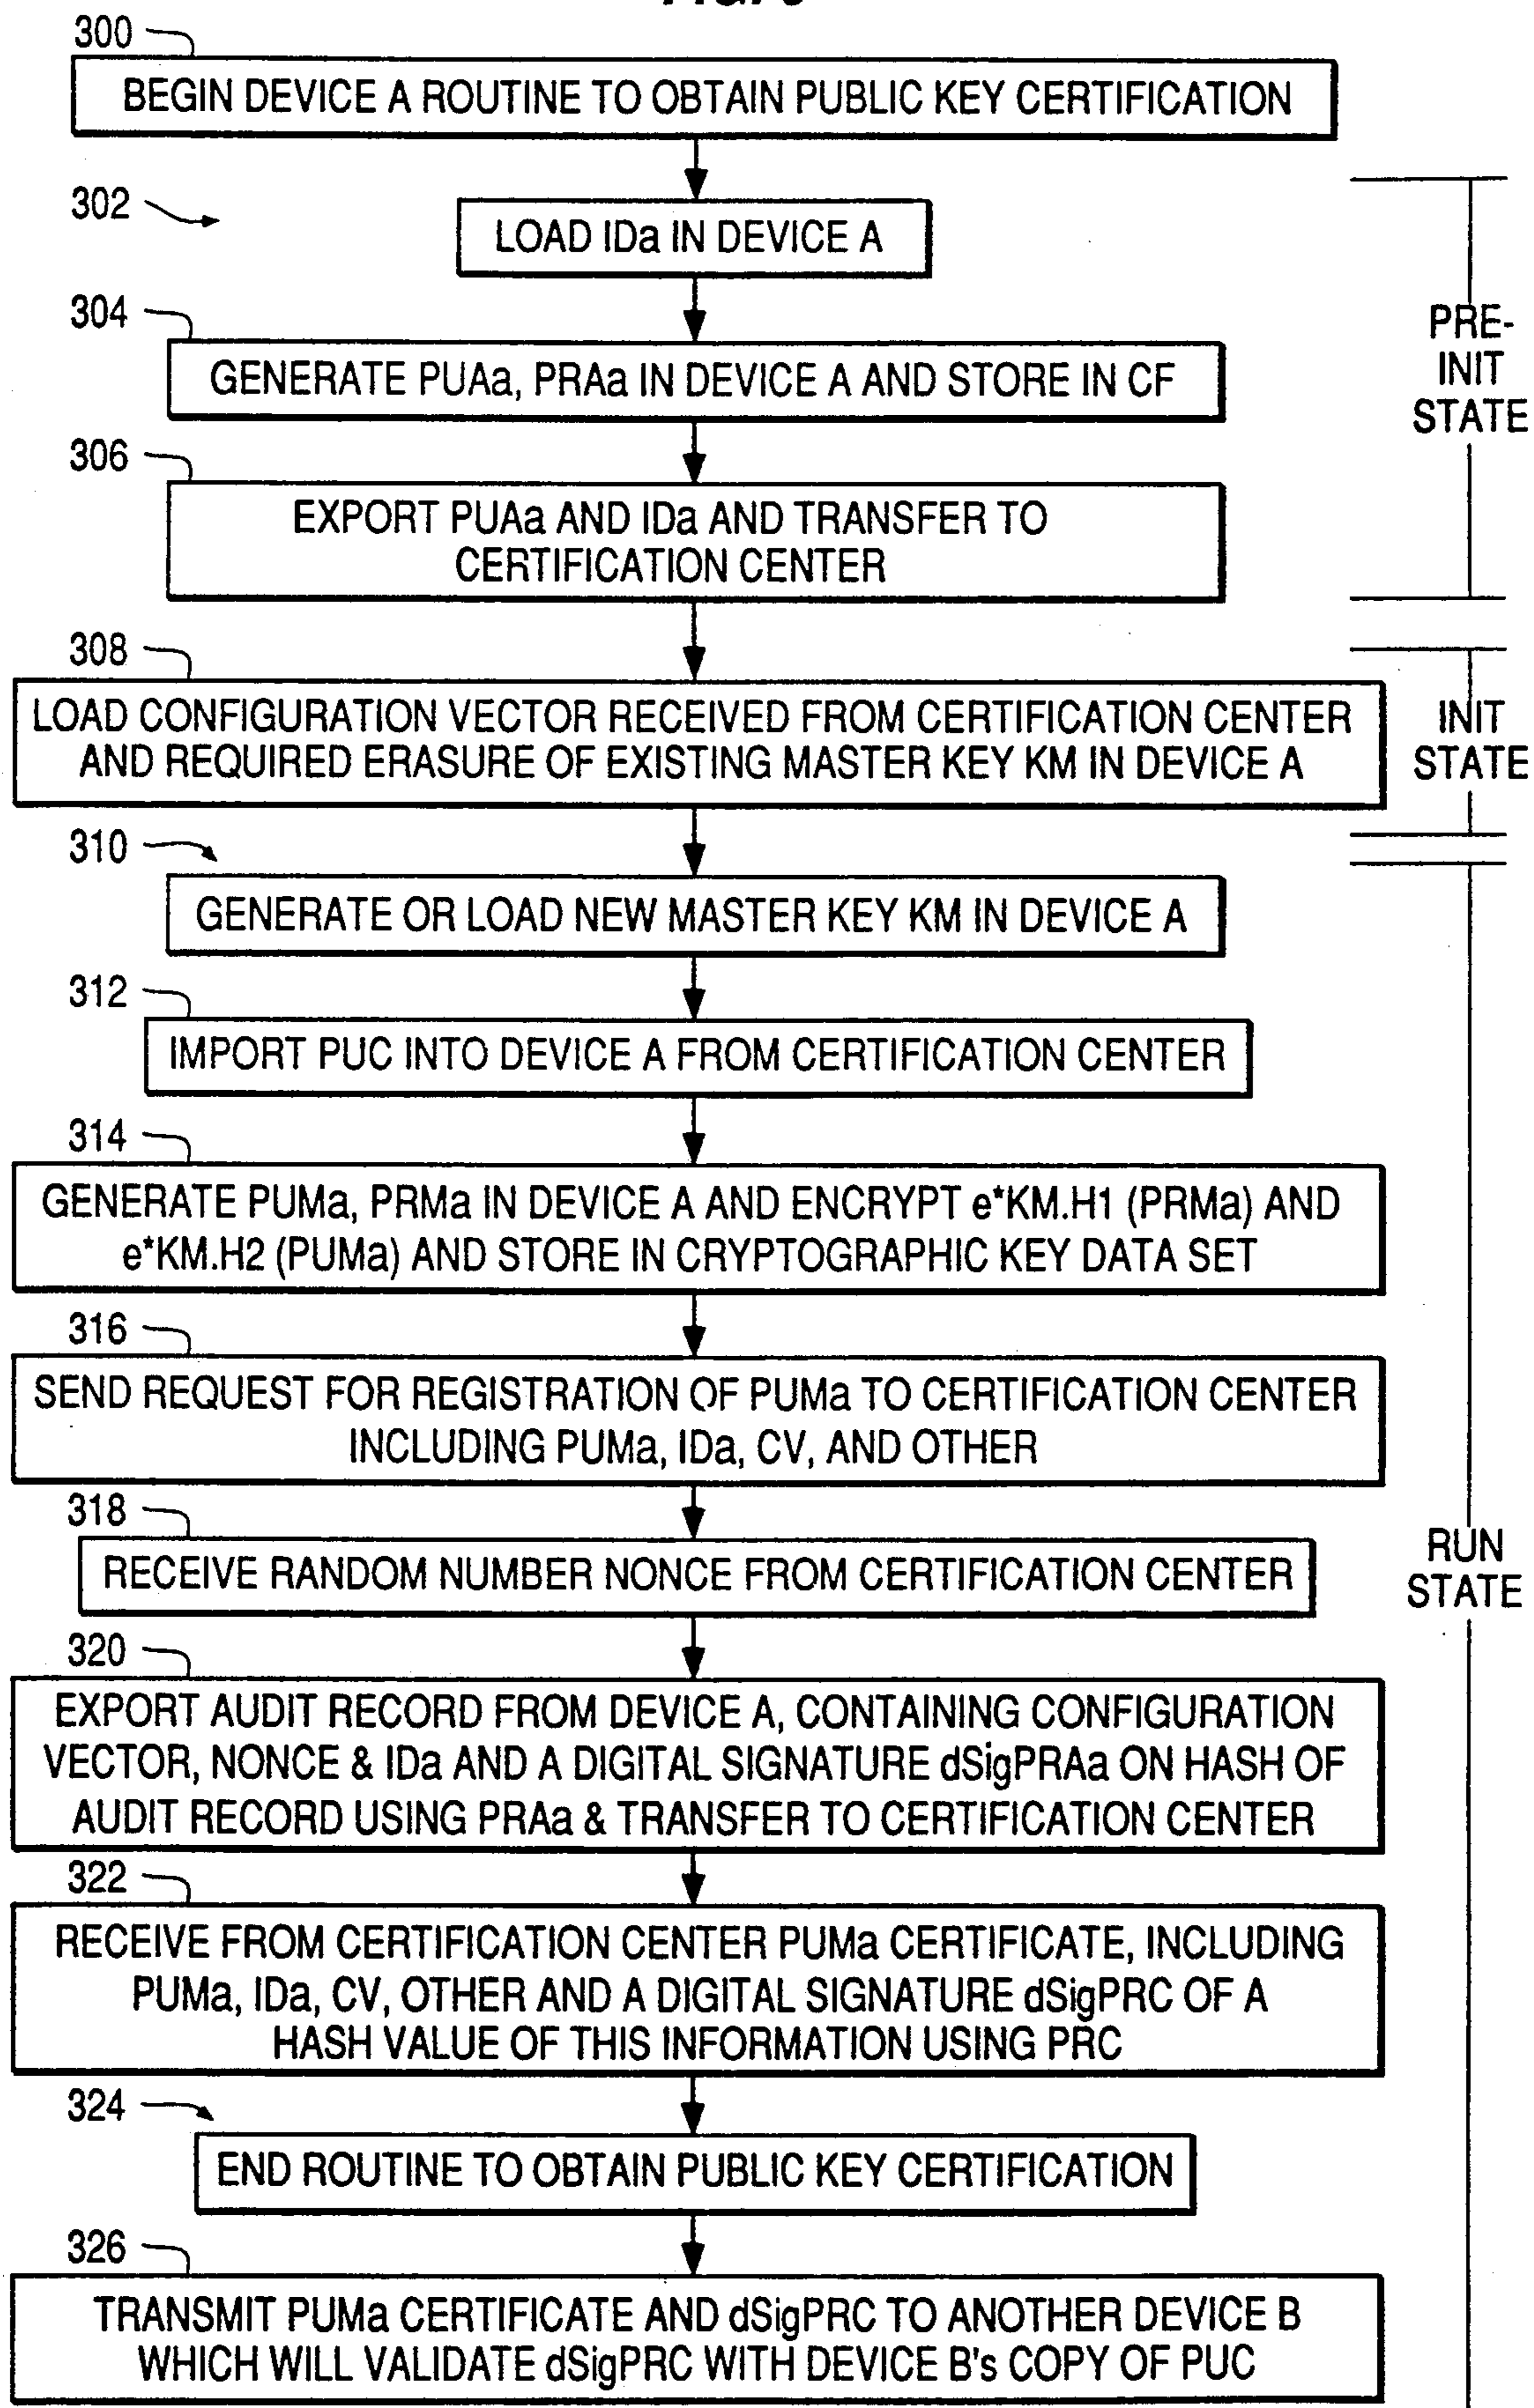 300
BEGIN DEVICE A ROUTINE TO OBTAIN PUBLIC KEY CERTIFICATION
302
LOAD IDa IN DEVICE A
304
GENERATE PUAa, PRAa IN DEVICE A AND STORE IN CF
306
EXPORT PUAa AND IDa AND TRANSFER TO
CERTIFICATION CENTER
PRE-
INIT
STATE
308
LOAD CONFIGURATION VECTOR RECEIVED FROM CERTIFICATION CENTER
AND REQUIRED ERASURE OF EXISTING MASTER KEY KM IN DEVICE A
INIT
STATE
310
GENERATE OR LOAD NEW MASTER KEY KM IN DEVICE A
312
IMPORT PUC INTO DEVICE A FROM CERTIFICATION CENTER
314
GENERATE PUMa, PRMa IN DEVICE A AND ENCRYPT e*KM.H1 (PRMa) AND
e*KM.H2 (PUMa) AND STORE IN CRYPTOGRAPHIC KEY DATA SET
316
SEND REQUEST FOR REGISTRATION OF PUMa TO CERTIFICATION CENTER
INCLUDING PUMa, IDa, CV, AND OTHER
318
RECEIVE RANDOM NUMBER NONCE FROM CERTIFICATION CENTER
RUN
STATE
320
EXPORT AUDIT RECORD FROM DEVICE A, CONTAINING CONFIGURATION
VECTOR, NONCE & IDa AND A DIGITAL SIGNATURE dSigPRAa ON HASH OF
AUDIT RECORD USING PRAa & TRANSFER TO CERTIFICATION CENTER
322
RECEIVE FROM CERTIFICATION CENTER PUMa CERTIFICATE, INCLUDING
PUMa, IDa, CV, OTHER AND A DIGITAL SIGNATURE dSigPRC OF A
HASH VALUE OF THIS INFORMATION USING PRC
324
END ROUTINE TO OBTAIN PUBLIC KEY CERTIFICATION
326
TRANSMIT PUMa CERTIFICATE AND dSigPRC TO ANOTHER DEVICE B
WHICH WILL VALIDATE dSigPRC WITH DEVICE B's COPY OF PUC